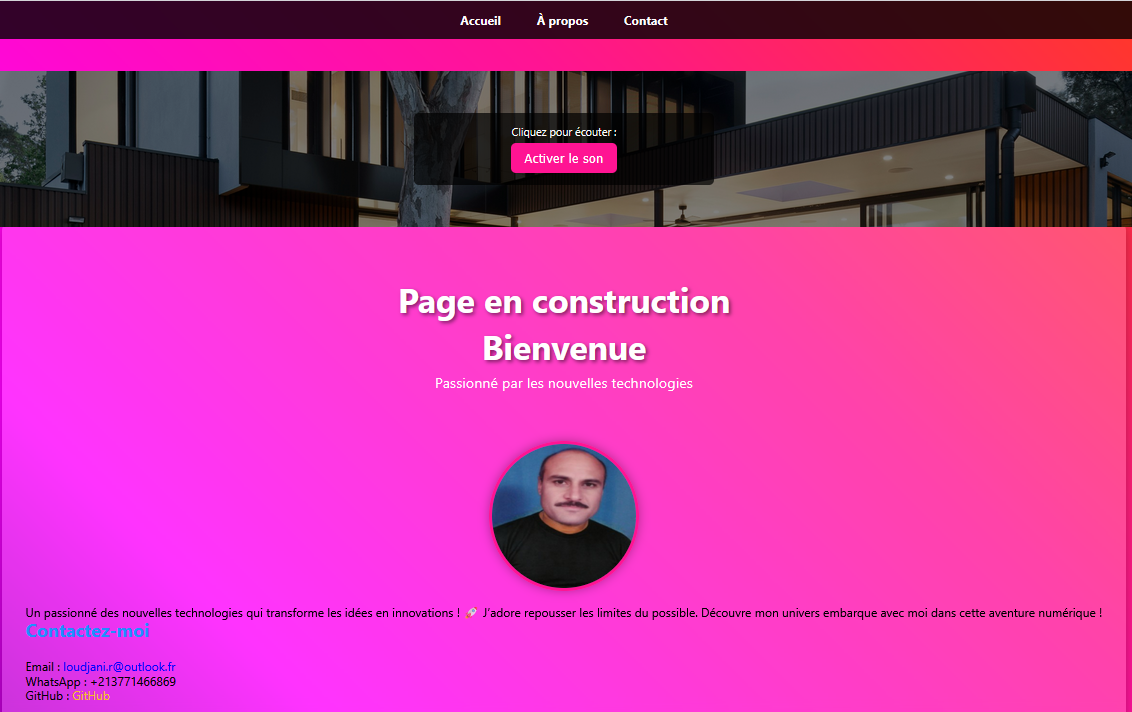 Accueil À propos Contact
Cliquez pour écouter :
Activer le son
Page en construction
Bienvenue
Passionné par les nouvelles technologies
Un passionné des nouvelles technologies qui transforme les idées en innovations ! 🚀 J'adore repousser les limites du possible. Découvre mon univers embarque avec moi dans cette aventure numérique !
Contactez-moi
Email : loudjani.r@outlook.fr
WhatsApp : +213771466869
GitHub : GitHub